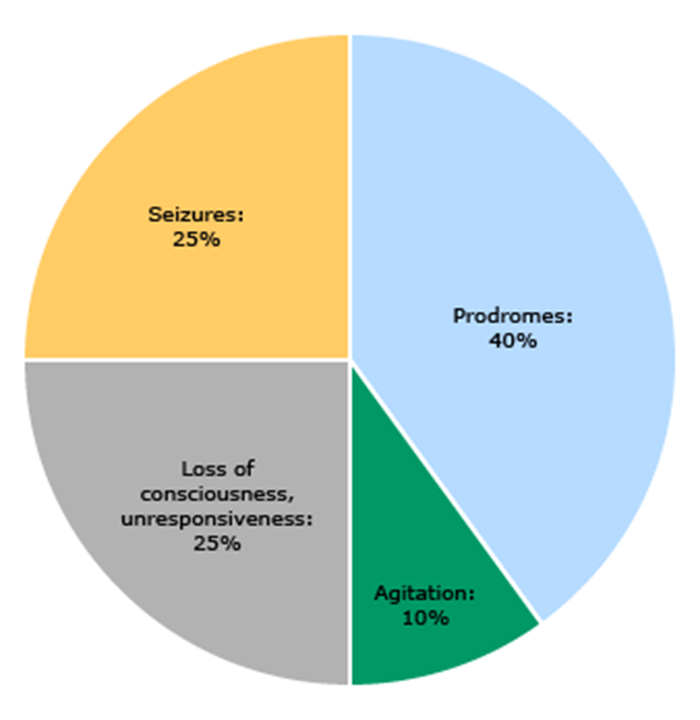 Seizures:
25%
Prodromes:
40%
Loss of
consciousness,
unresponsiveness:
25%
Agitation:
10%